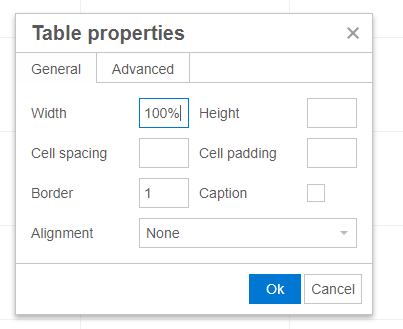 Table properties ×
General Advanced
Width 100% Height
Cell spacing Cell padding
Border 1 Caption
Alignment None
Ok Cancel